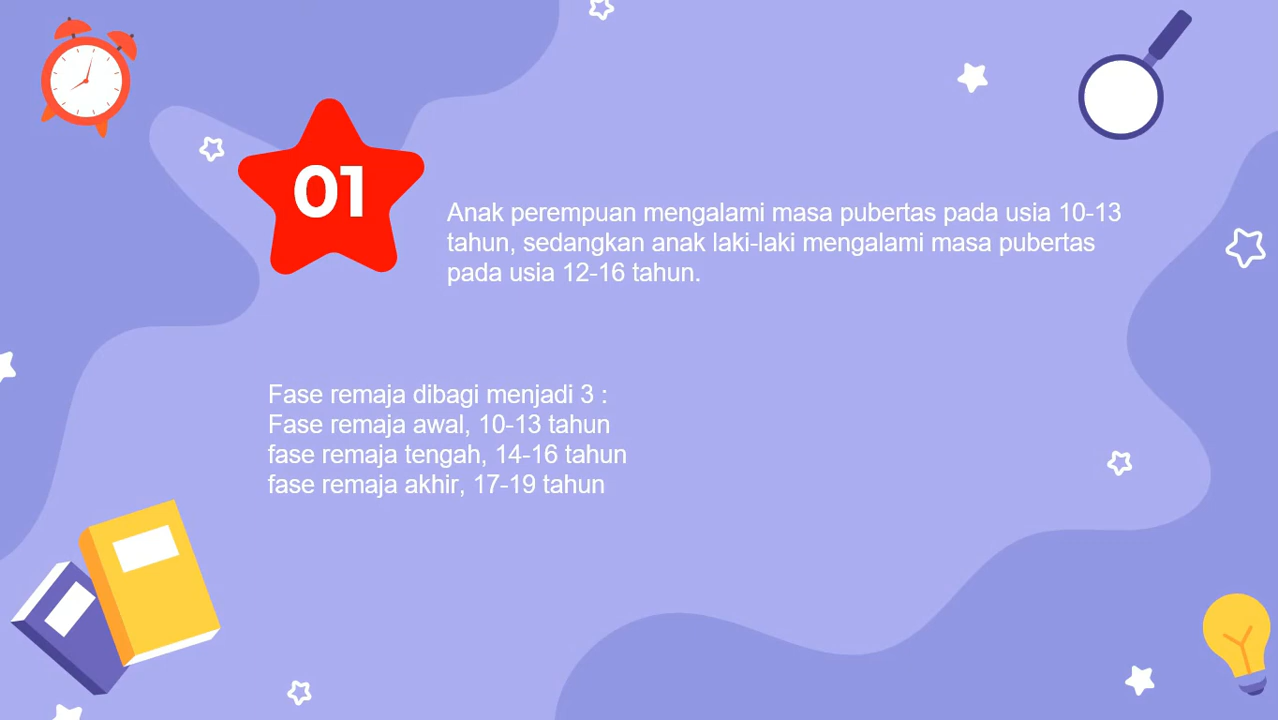 01
Anak perempuan mengalami masa pubertas pada usia 10-13
tahun, sedangkan anak laki-laki mengalami masa pubertas
pada usia 12-16 tahun.
Fase remaja dibagi menjadi 3 :
Fase remaja awal, 10-13 tahun
fase remaja tengah, 14-16 tahun
fase remaja akhir, 17-19 tahun